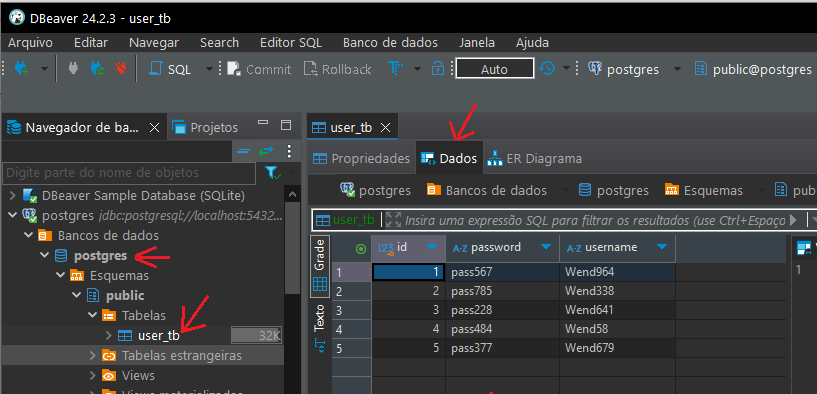 DBeaver 24.2.3 - user_tb
Arquivo Editar Navegar Search Editor SQL Banco de dados Janela Ajuda
SQL Commit Rollback Auto postgres public@postgres
Navegador de ba... Projetos
Digite parte do nome de objetos
DBeaver Sample Database (SQLite)
postgres jdbc:postgresql://localhost:5432...
Bancos de dados
postgres
Esquemas
public
Tabelas
user_tb 32K
Tabelas estrangeiras
Views
Views materializadas
user_tb
Propriedades Dados ER Diagrama
postgres Bancos de dados postgres Esquemas
user_tb Insira uma expressão SQL para filtrar os resultados (use Ctrl+Espaço
Grade
Texto
123 id A-Z password A-Z username
1 1 pass567 Wend964
2 2 pass785 Wend338
3 3 pass228 Wend641
4 4 pass484 Wend58
5 5 pass377 Wend679
1